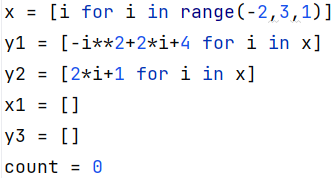 x = [i for i in range(-2,3,1)]
y1 = [-i**2+2*i+4 for i in x]
y2 = [2*i+1 for i in x]
x1 = []
y3 = []
count = 0